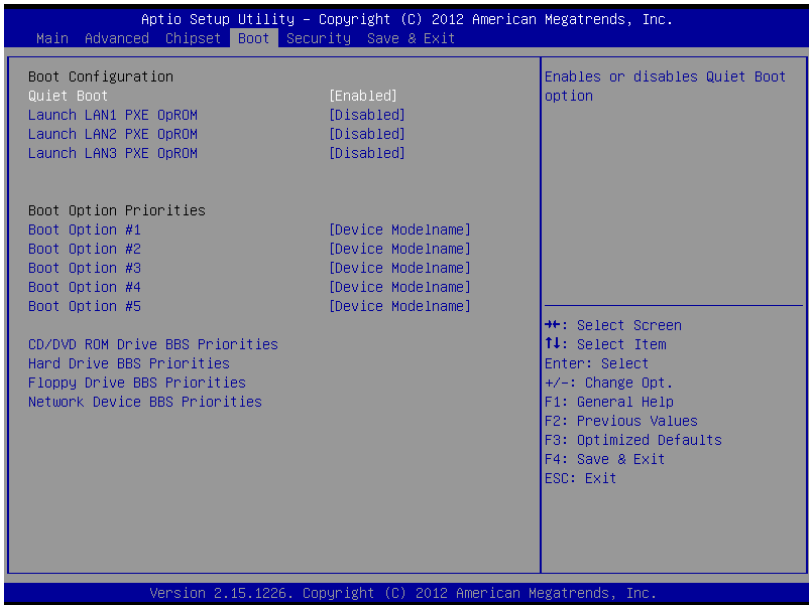 Aptio Setup Utility – Copyright (C) 2012 American Megatrends, Inc.
Main Advanced Chipset Boot Security Save & Exit
Boot Configuration
Quiet Boot [Enabled]
Launch LAN1 PXE OpROM [Disabled]
Launch LAN2 PXE OpROM [Disabled]
Launch LAN3 PXE OpROM [Disabled]
Boot Option Priorities
Boot Option #1 [Device Modelname]
Boot Option #2 [Device Modelname]
Boot Option #3 [Device Modelname]
Boot Option #4 [Device Modelname]
Boot Option #5 [Device Modelname]
CD/DVD ROM Drive BBS Priorities
Hard Drive BBS Priorities
Floppy Drive BBS Priorities
Network Device BBS Priorities
Enables or disables Quiet Boot
option
→←: Select Screen
↑↓: Select Item
Enter: Select
+/-: Change Opt.
F1: General Help
F2: Previous Values
F3: Optimized Defaults
F4: Save & Exit
ESC: Exit
Version 2.15.1226. Copyright (C) 2012 American Megatrends, Inc.